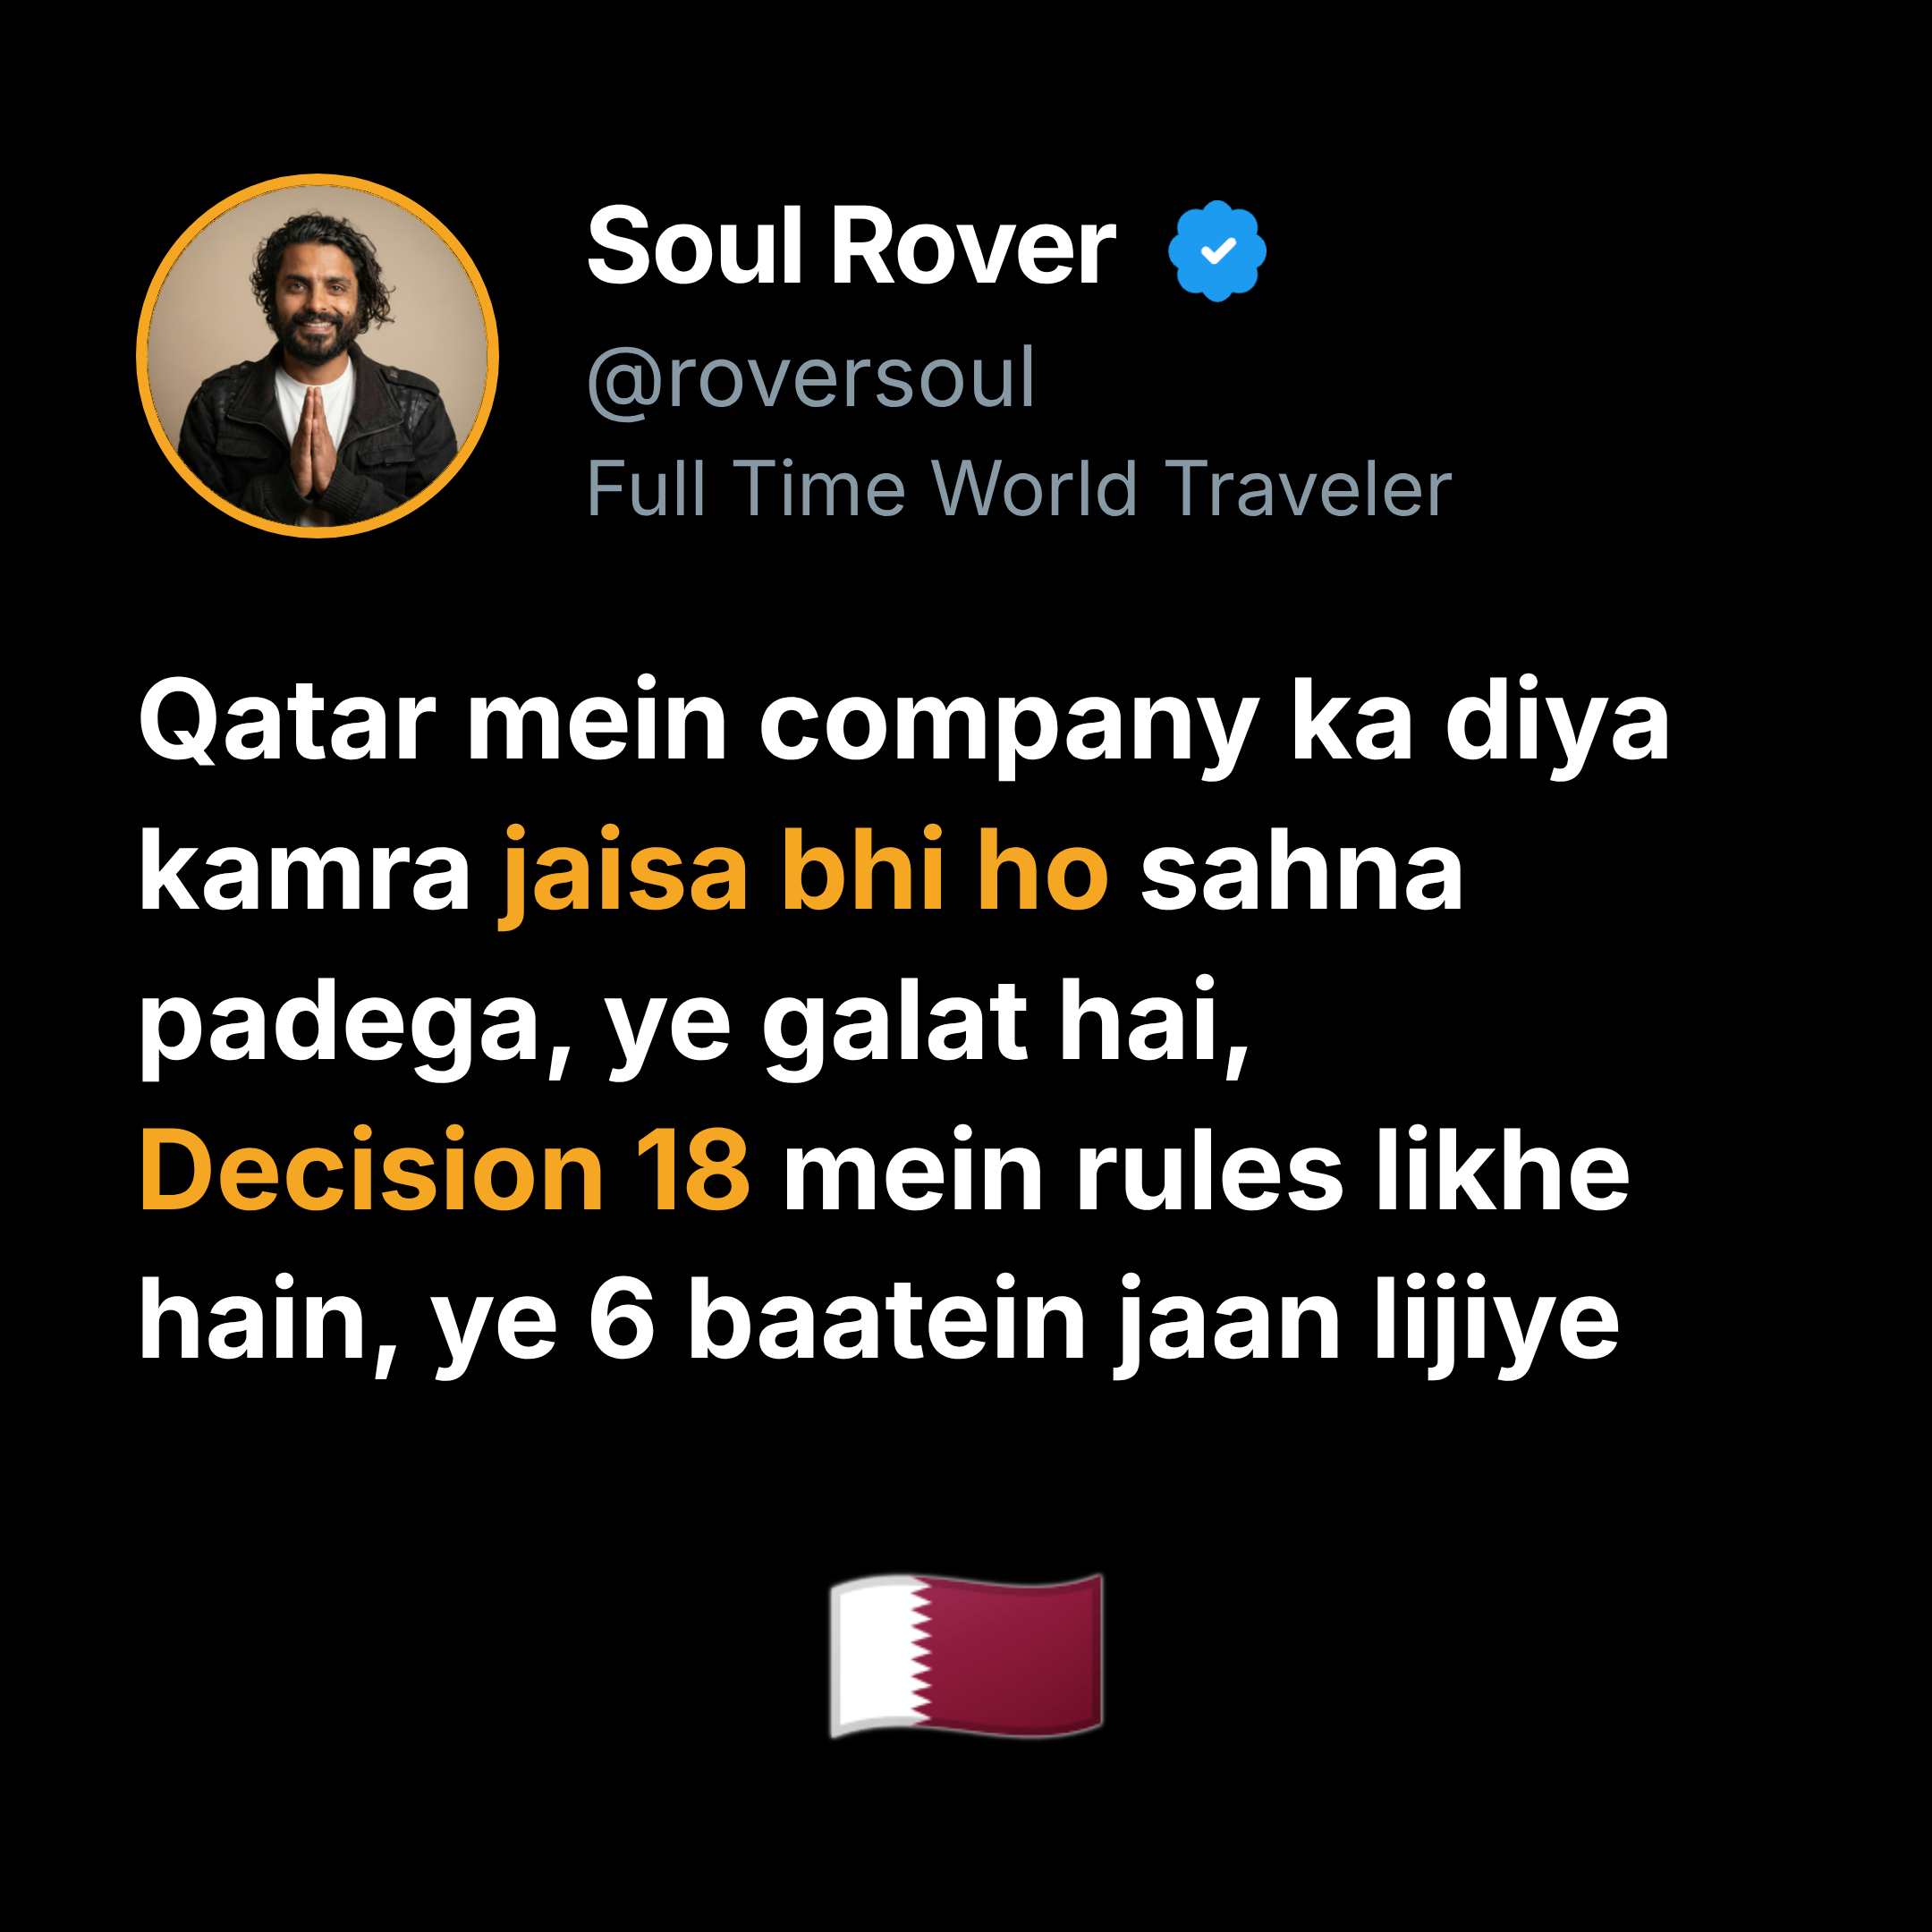 Soul Rover
@roversoul
Full Time World Traveler
Qatar mein company ka diya
kamra jaisa bhi ho sahna
padega, ye galat hai,
Decision 18 mein rules likhe
hain, ye 6 baatein jaan lijiye